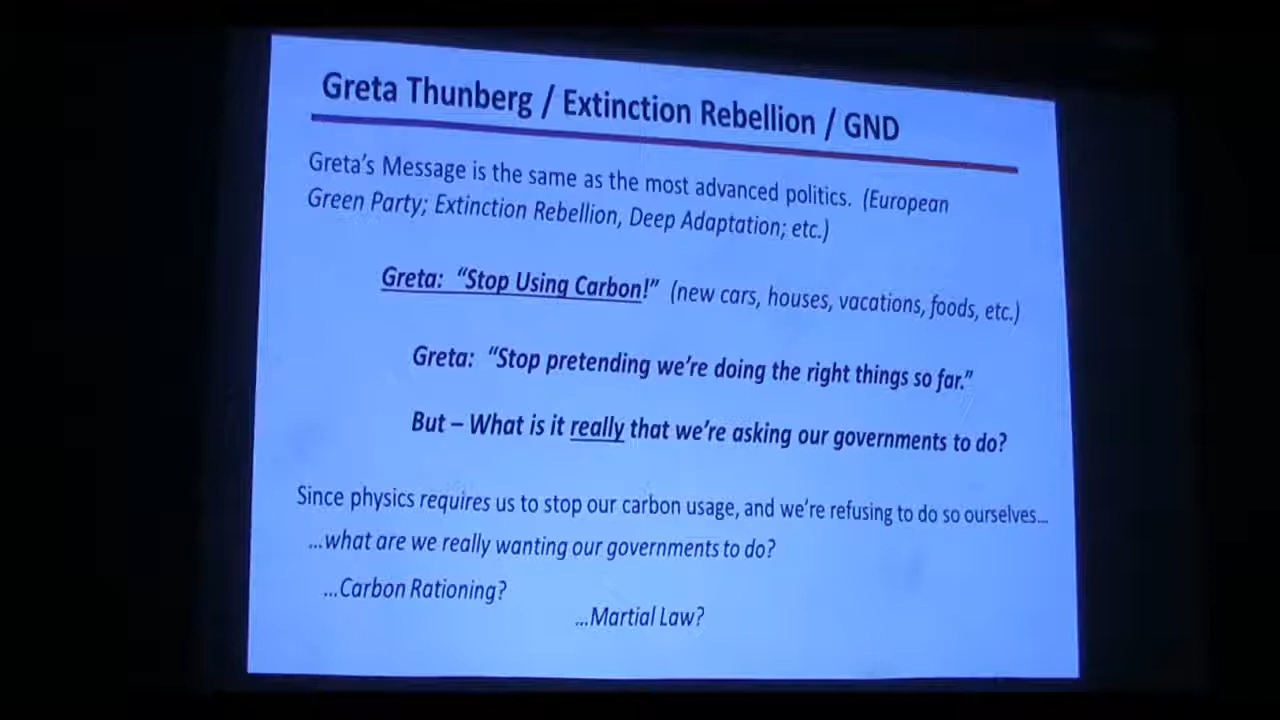 Greta Thunberg / Extinction Rebellion / GND
Greta’s Message is the same as the most advanced politics. (European
Green Party; Extinction Rebellion, Deep Adaptation; etc.)
Greta: “Stop Using Carbon!” (new cars, houses, vacations, foods, etc.)
Greta: “Stop pretending we’re doing the right things so far.”
But – What is it really that we’re asking our governments to do?
Since physics requires us to stop our carbon usage, and we’re refusing to do so ourselves…
…what are we really wanting our governments to do?
…Carbon Rationing?
…Martial Law?